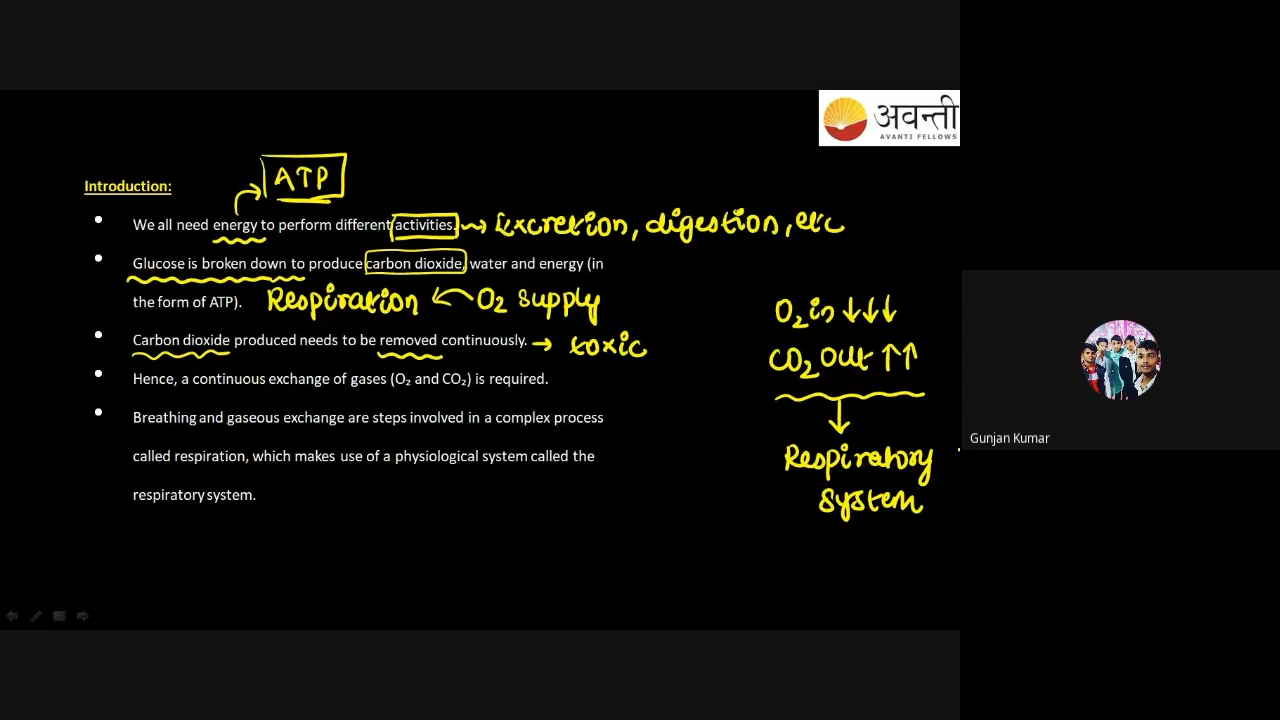 अवन्ती
AVANTI FELLOWS
ATP
Introduction:
We all need energy to perform different activities. → Excretion, digestion, etc
Glucose is broken down to produce carbon dioxide, water and energy (in
the form of ATP). Respiration ← O₂ supply
Carbon dioxide produced needs to be removed continuously. → toxic
Hence, a continuous exchange of gases (O₂ and CO₂) is required.
Breathing and gaseous exchange are steps involved in a complex process
called respiration, which makes use of a physiological system called the
respiratory system.
O₂ in ↓↓↓
CO₂ out ↑↑
↓
Respiratory
system
Gunjan Kumar